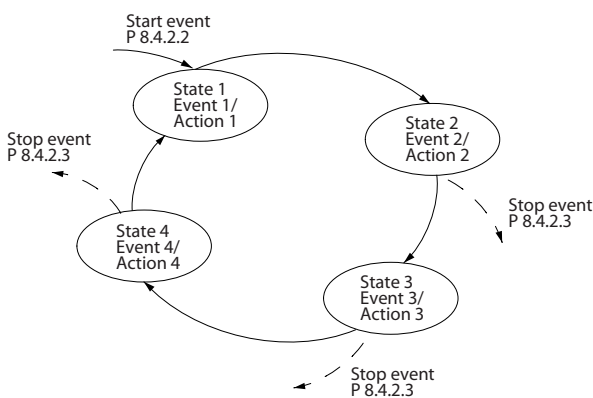 Start event
P 8.4.2.2
State 1
Event 1/
Action 1
State 2
Event 2/
Action 2
Stop event
P 8.4.2.3
Stop event
P 8.4.2.3
State 4
Event 4/
Action 4
State 3
Event 3/
Action 3
Stop event
P 8.4.2.3